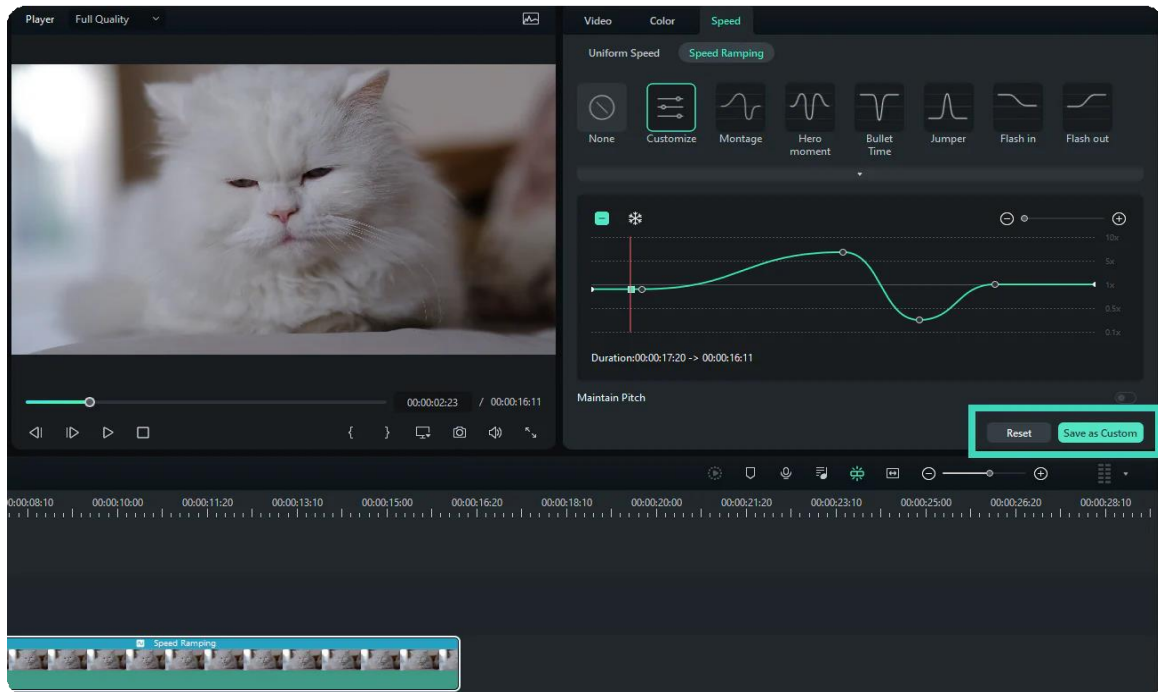 Player Full Quality
Video Color Speed
Uniform Speed Speed Ramping
None Customize Montage Hero moment Bullet Time Jumper Flash in Flash out
10x
5x
1x
0.5x
0.1x
Duration:00:00:17:20 -> 00:00:16:11
00:00:02:23 / 00:00:16:11
Maintain Pitch
Reset Save as Custom
0:00:08:10 00:00:10:00 00:00:11:20 00:00:13:10 00:00:15:00 00:00:16:20 00:00:18:10 00:00:20:00 00:00:21:20 00:00:23:10 00:00:25:00 00:00:26:20 00:00:28:10
Speed Ramping